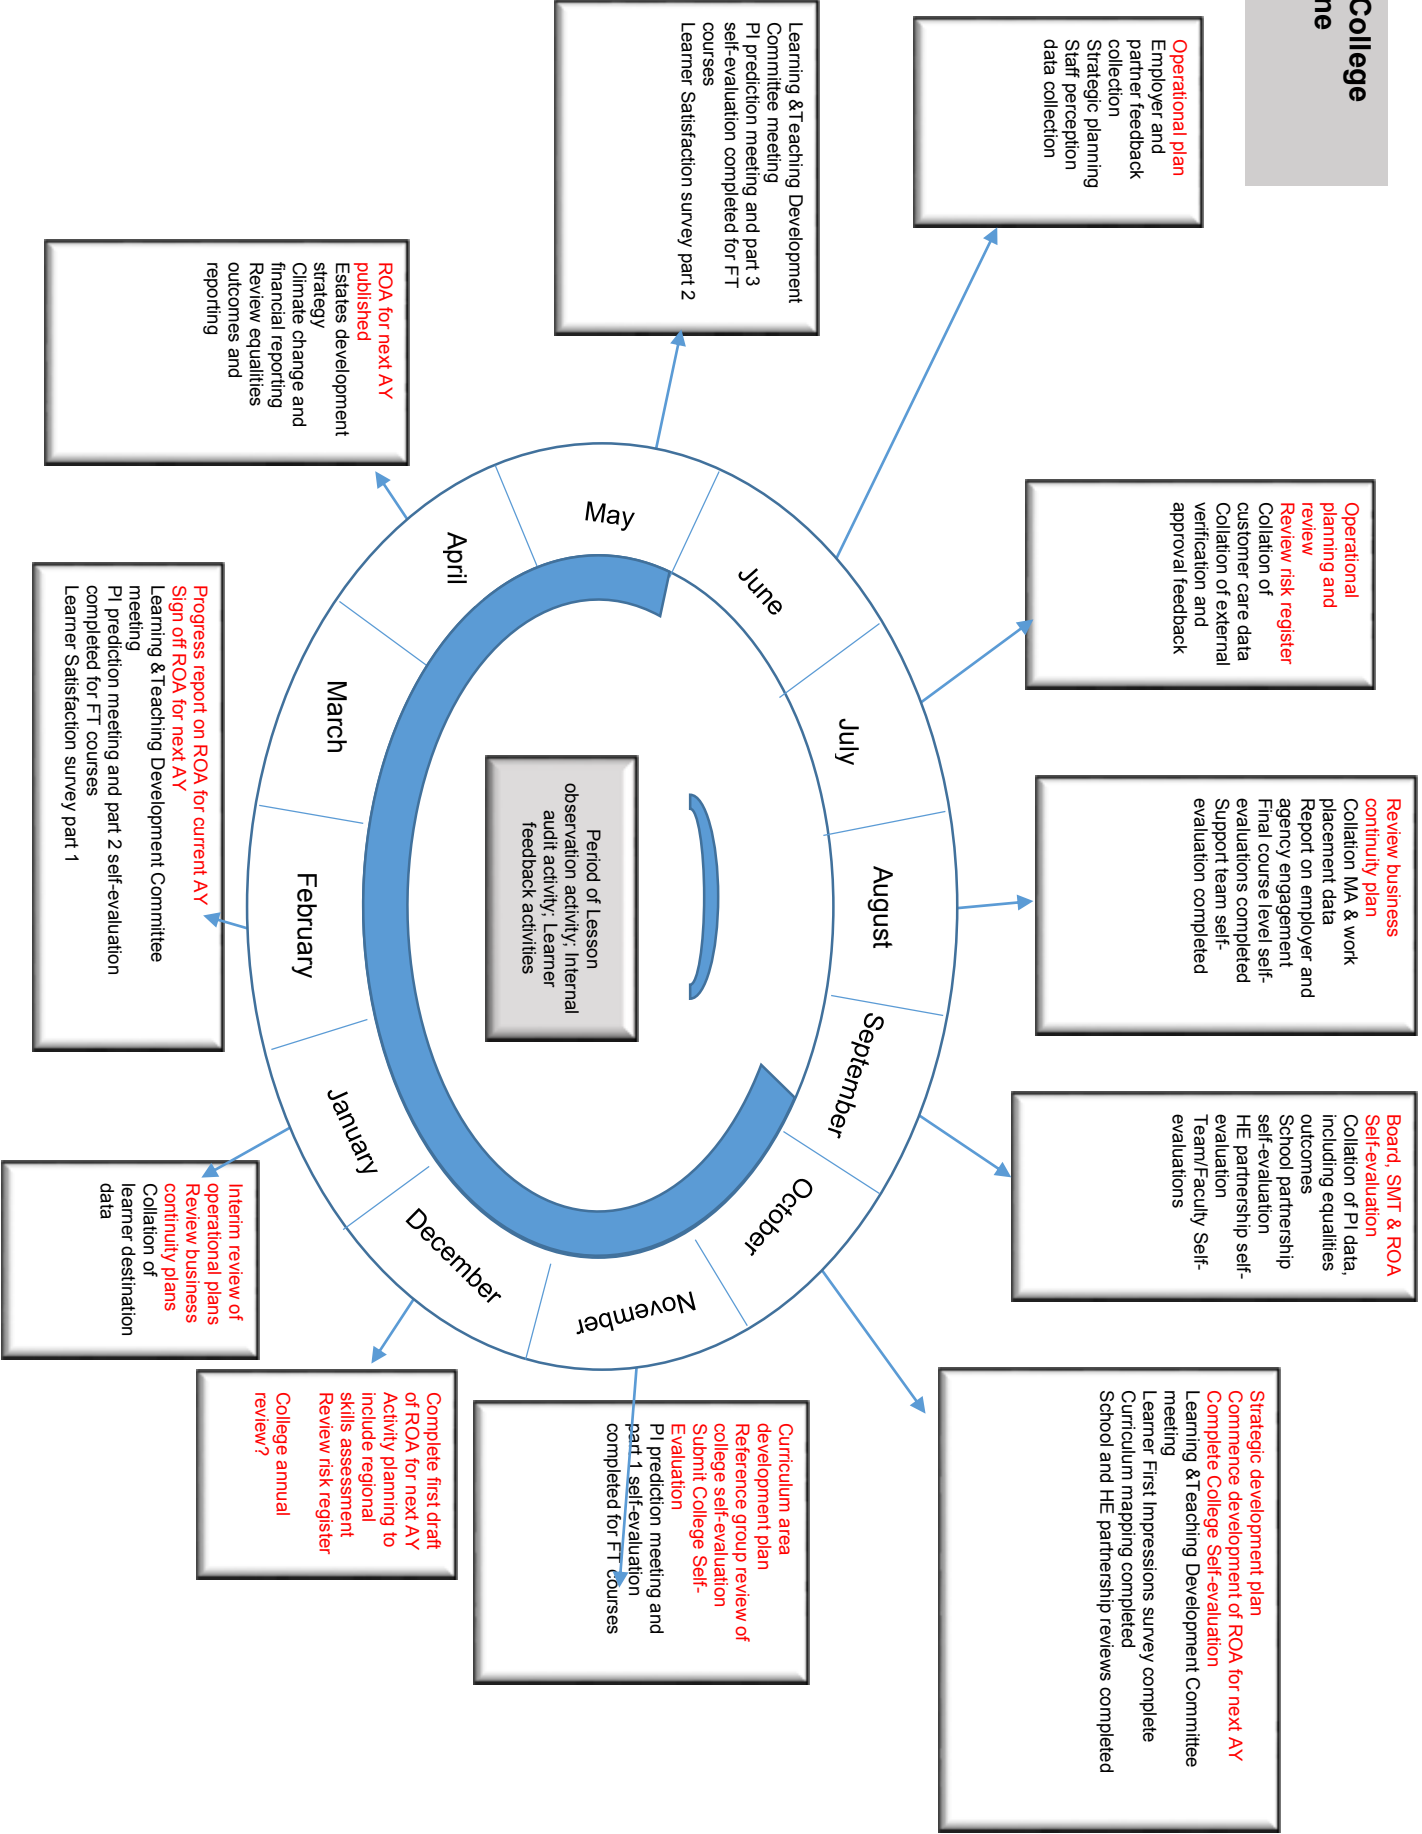 College
ne
Operational plan
Employer and
partner feedback
collection
Strategic planning
Staff perception
data collection
Operational
planning and
review
Review risk register
Collation of
customer care data
Collation of external
verification and
approval feedback
Review business
continuity plan
Collation MA & work
placement data
Report on employer and
agency engagement
Final course level self-
evaluations completed
Support team self-
evaluation completed
Board, SMT & ROA
Self-evaluation
Collation of PI data,
including equalities
outcomes
School partnership
self-evaluation
HE partnership self-
evaluation
Team/Faculty Self-
evaluations
Strategic development plan
Commence development of ROA for next AY
Complete College Self-evaluation
Learning &Teaching Development Committee
meeting
Learner First Impressions survey complete
Curriculum mapping completed
School and HE partnership reviews completed
Learning &Teaching Development
Committee meeting
PI prediction meeting and part 3
self-evaluation completed for FT
courses
Learner Satisfaction survey part 2
June
July
August
September
October
May
November
April
March
February
January
December
Period of Lesson
observation activity; Internal
audit activity; Learner
feedback activities
Curriculum area
development plan
Reference group review of
college self-evaluation
Submit College Self-
Evaluation
PI prediction meeting and
part 1 self-evaluation
completed for FT courses
ROA for next AY
published
Estates development
strategy
Climate change and
financial reporting
Review equalities
outcomes and
reporting
Progress report on ROA for current AY
Sign off ROA for next AY
Learning &Teaching Development Committee
meeting
PI prediction meeting and part 2 self-evaluation
completed for FT courses
Learner Satisfaction survey part 1
Interim review of
operational plans
Review business
continuity plans
Collation of
learner destination
data
Complete first draft
of ROA for next AY
Activity planning to
include regional
skills assessment
Review risk register
College annual
review?